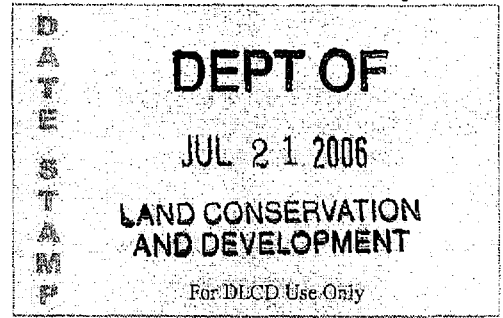 DATE STAMP
DEPT OF
JUL 21 2006
LAND CONSERVATION
AND DEVELOPMENT
For DLCD Use Only